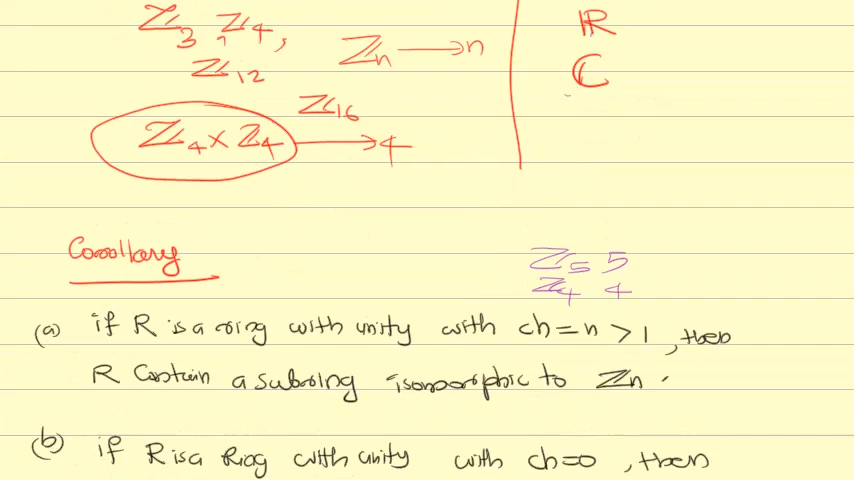 ℤ₃, ℤ₄,
ℤ₁₂
ℤn → n
ℤ₁₆
ℤ₄ × ℤ₄ → 4
ℝ
ℂ
Corollary
ℤ₅ 5
ℤ₄ 4
(a) if R is a ring with unity with ch = n > 1, then
R Contain a subring isomorphic to ℤn.
(b) if R is a Ring with unity with ch = 0, then